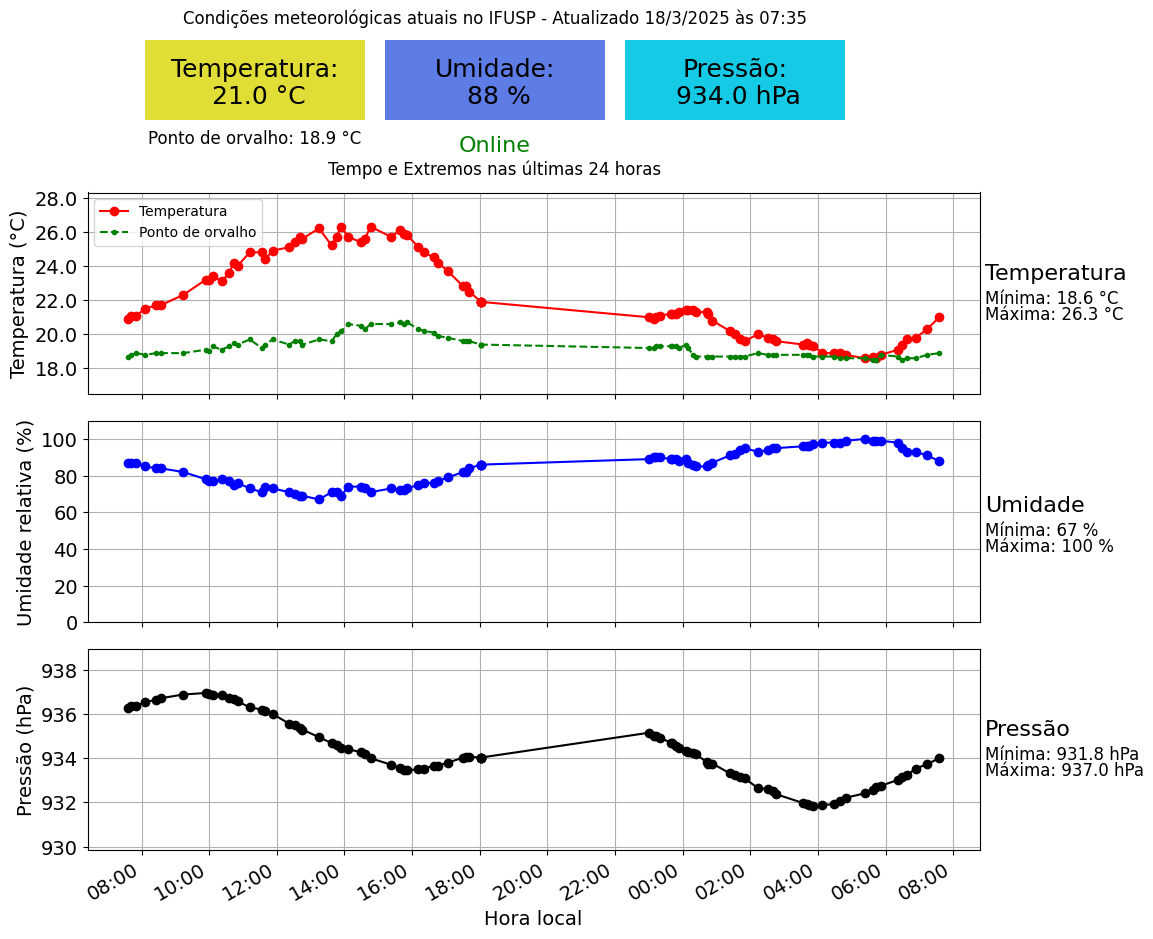 Condições meteorológicas atuais no IFUSP - Atualizado 18/3/2025 às 07:35
Temperatura:
21.0 °C
Umidade:
88 %
Pressão:
934.0 hPa
Ponto de orvalho: 18.9 °C
Online
Tempo e Extremos nas últimas 24 horas
Temperatura (°C)
28.0
26.0
24.0
22.0
20.0
18.0
Temperatura
Ponto de orvalho
Temperatura
Mínima: 18.6 °C
Máxima: 26.3 °C
Umidade relativa (%)
100
80
60
40
20
0
Umidade
Mínima: 67 %
Máxima: 100 %
Pressão (hPa)
938
936
934
932
930
Pressão
Mínima: 931.8 hPa
Máxima: 937.0 hPa
08:00 10:00 12:00 14:00 16:00 18:00 20:00 22:00 00:00 02:00 04:00 06:00 08:00
Hora local